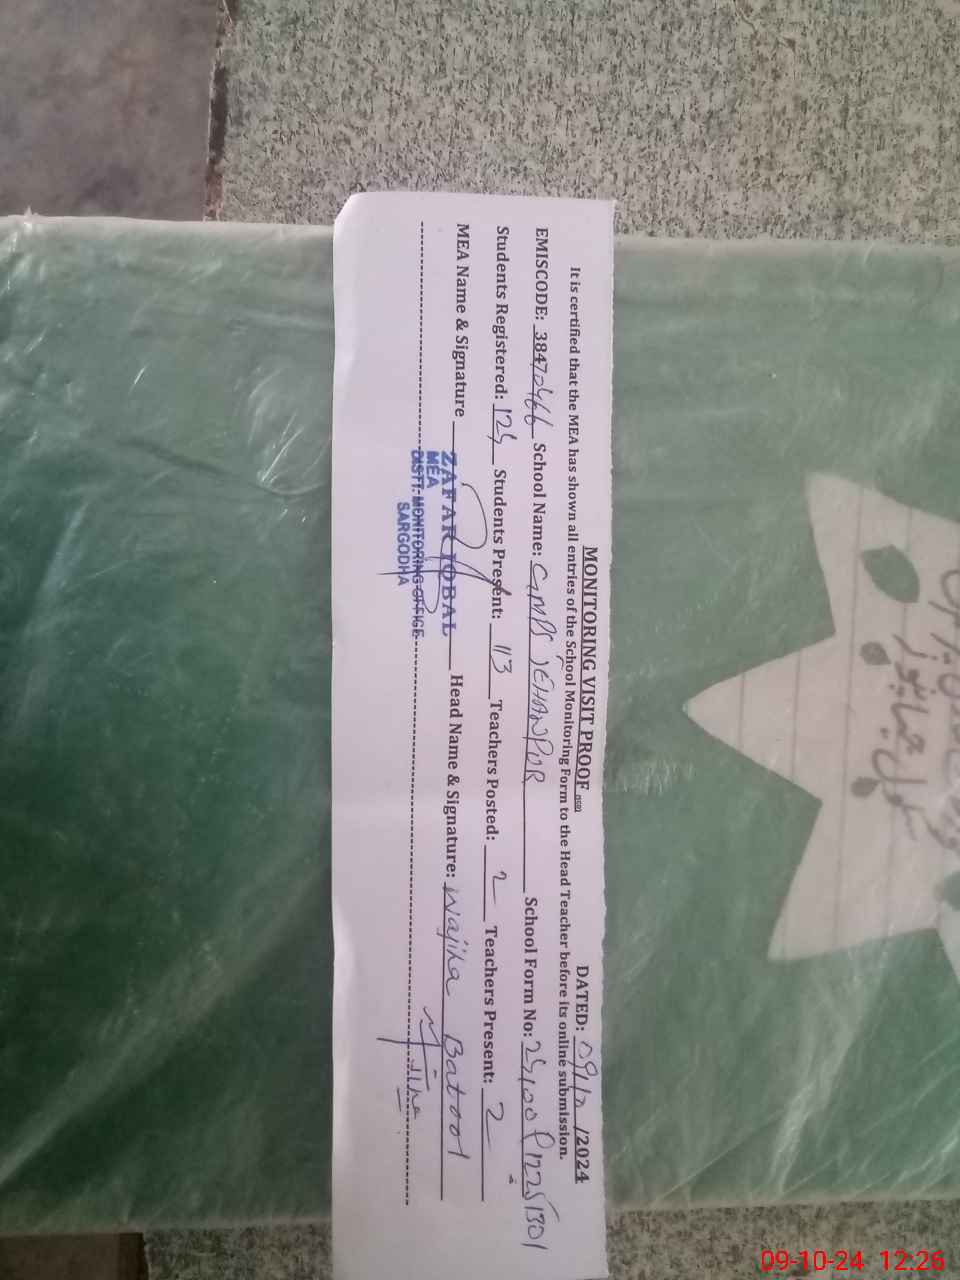 MONITORING VISIT PROOF DATED: 09/10/2024
It is certified that the MEA has shown all entries of the School Monitoring Form to the Head Teacher before its online submission.
EMISCODE: 38470466 School Name: GMPS JEHANPUR School Form No:
Students Registered: 125 Students Present: 113 Teachers Posted: 2 Teachers Present: 2
MEA Name & Signature Head Name & Signature: Wajiha Batool
ZAFAR IQBAL
MEA
DISTT: MONITORING OFFICE
SARGODHA
09-10-24 12:26